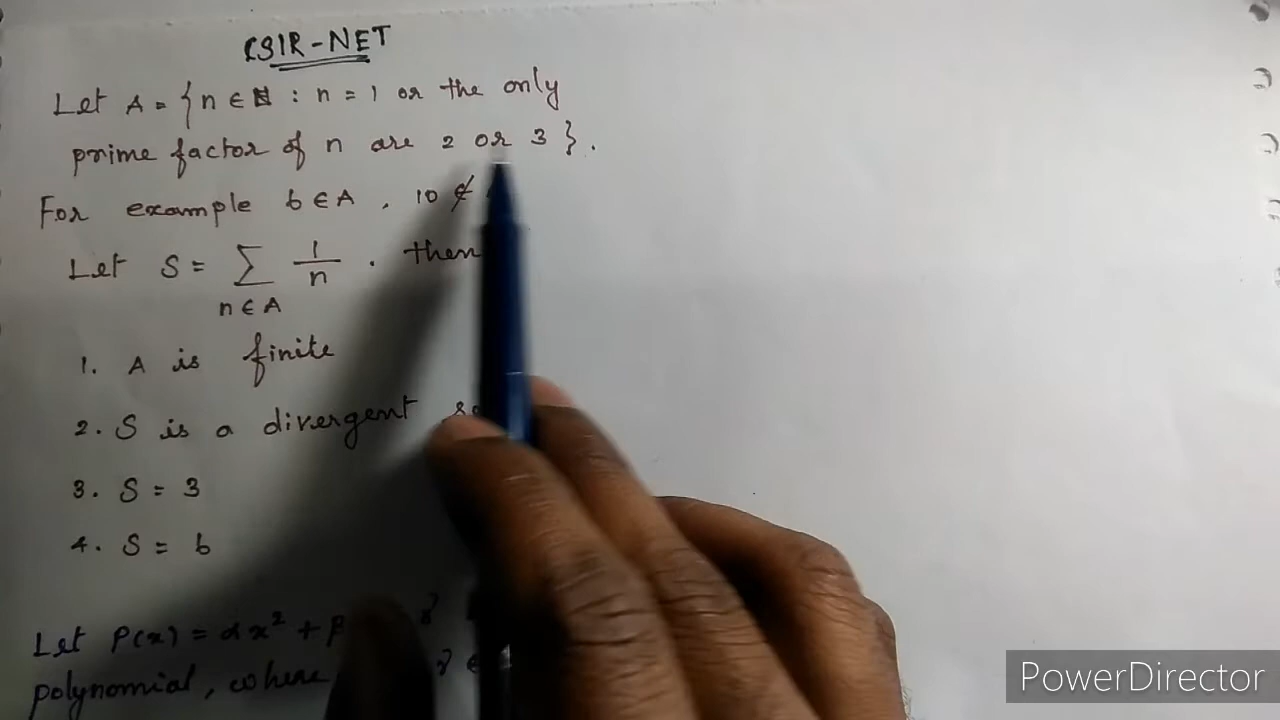 CSIR-NET
Let A = { n ∈ N : n = 1 or the only
prime factor of n are 2 or 3 } .
For example 6 ∈ A , 10 ∉
Let S = ∑ 1/n . then
n ∈ A
1. A is finite
2. S is a divergent
3. S = 3
4. S = 6
Let P(x) = αx² + β γ
polynomial, where γ ∈
PowerDirector